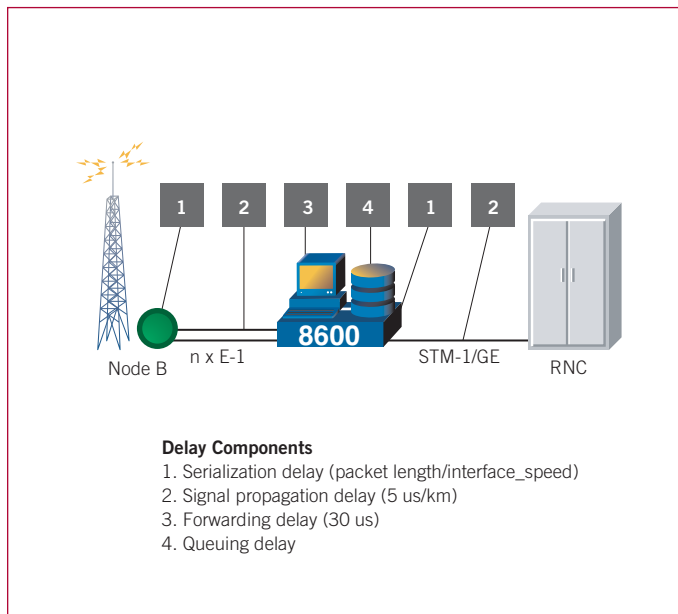 1 2 3 4 1 2
8600
Node B
n x E-1
STM-1/GE
RNC
Delay Components
1. Serialization delay (packet length/interface_speed)
2. Signal propagation delay (5 us/km)
3. Forwarding delay (30 us)
4. Queuing delay